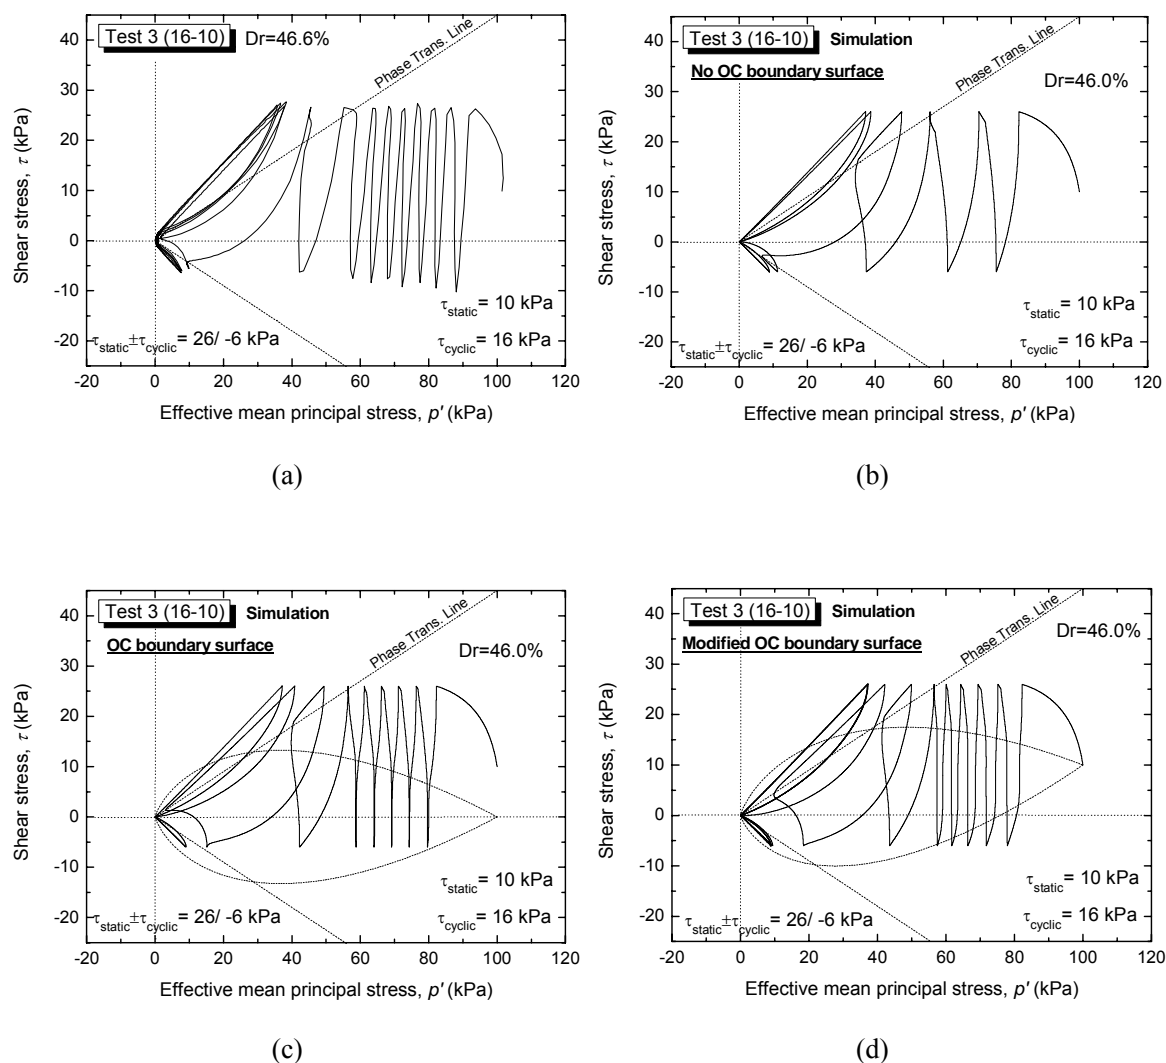 Test 3 (16-10) Dr=46.6%
Phase Trans. Line
τstatic= 10 kPa
τstatic±τcyclic= 26/ -6 kPa
τcyclic= 16 kPa
Shear stress, τ (kPa)
40
30
20
10
0
-10
-20
-20 0 20 40 60 80 100 120
Effective mean principal stress, p' (kPa)
(a)
Test 3 (16-10) Simulation
No OC boundary surface
Phase Trans. Line
Dr=46.0%
τstatic= 10 kPa
τstatic±τcyclic= 26/ -6 kPa
τcyclic= 16 kPa
Shear stress, τ (kPa)
40
30
20
10
0
-10
-20
-20 0 20 40 60 80 100 120
Effective mean principal stress, p' (kPa)
(b)
Test 3 (16-10) Simulation
OC boundary surface
Phase Trans. Line
Dr=46.0%
τstatic= 10 kPa
τstatic±τcyclic= 26/ -6 kPa
τcyclic= 16 kPa
Shear stress, τ (kPa)
40
30
20
10
0
-10
-20
-20 0 20 40 60 80 100 120
Effective mean principal stress, p' (kPa)
(c)
Test 3 (16-10) Simulation
Modified OC boundary surface
Phase Trans. Line
Dr=46.0%
τstatic= 10 kPa
τstatic±τcyclic= 26/ -6 kPa
τcyclic= 16 kPa
Shear stress, τ (kPa)
40
30
20
10
0
-10
-20
-20 0 20 40 60 80 100 120
Effective mean principal stress, p' (kPa)
(d)